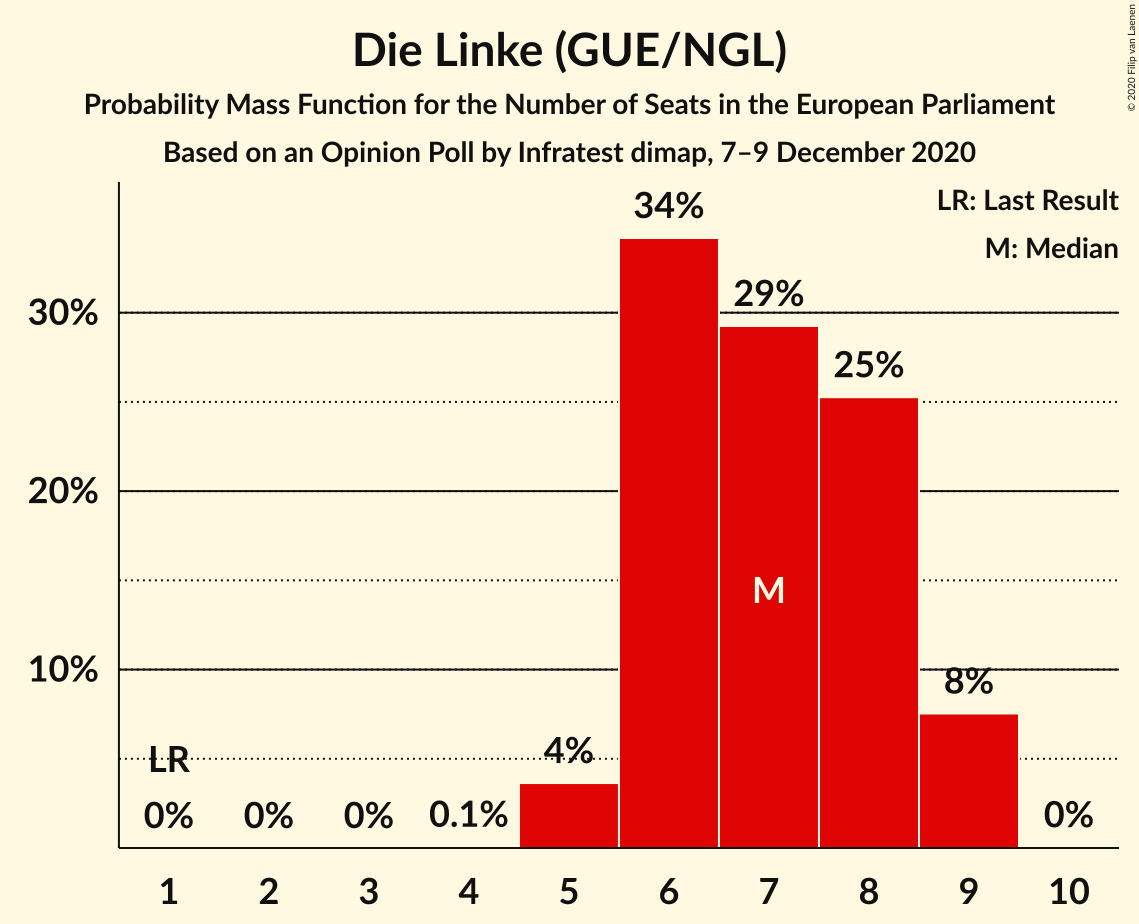 Die Linke (GUE/NGL)
Probability Mass Function for the Number of Seats in the European Parliament
Based on an Opinion Poll by Infratest dimap, 7–9 December 2020
© 2020 Filip van Laenen
LR: Last Result
M: Median
34%
29%
30%
25%
20%
M
10%
8%
4%
LR
0%
0%
0%
0.1%
0%
1 2 3 4 5 6 7 8 9 10